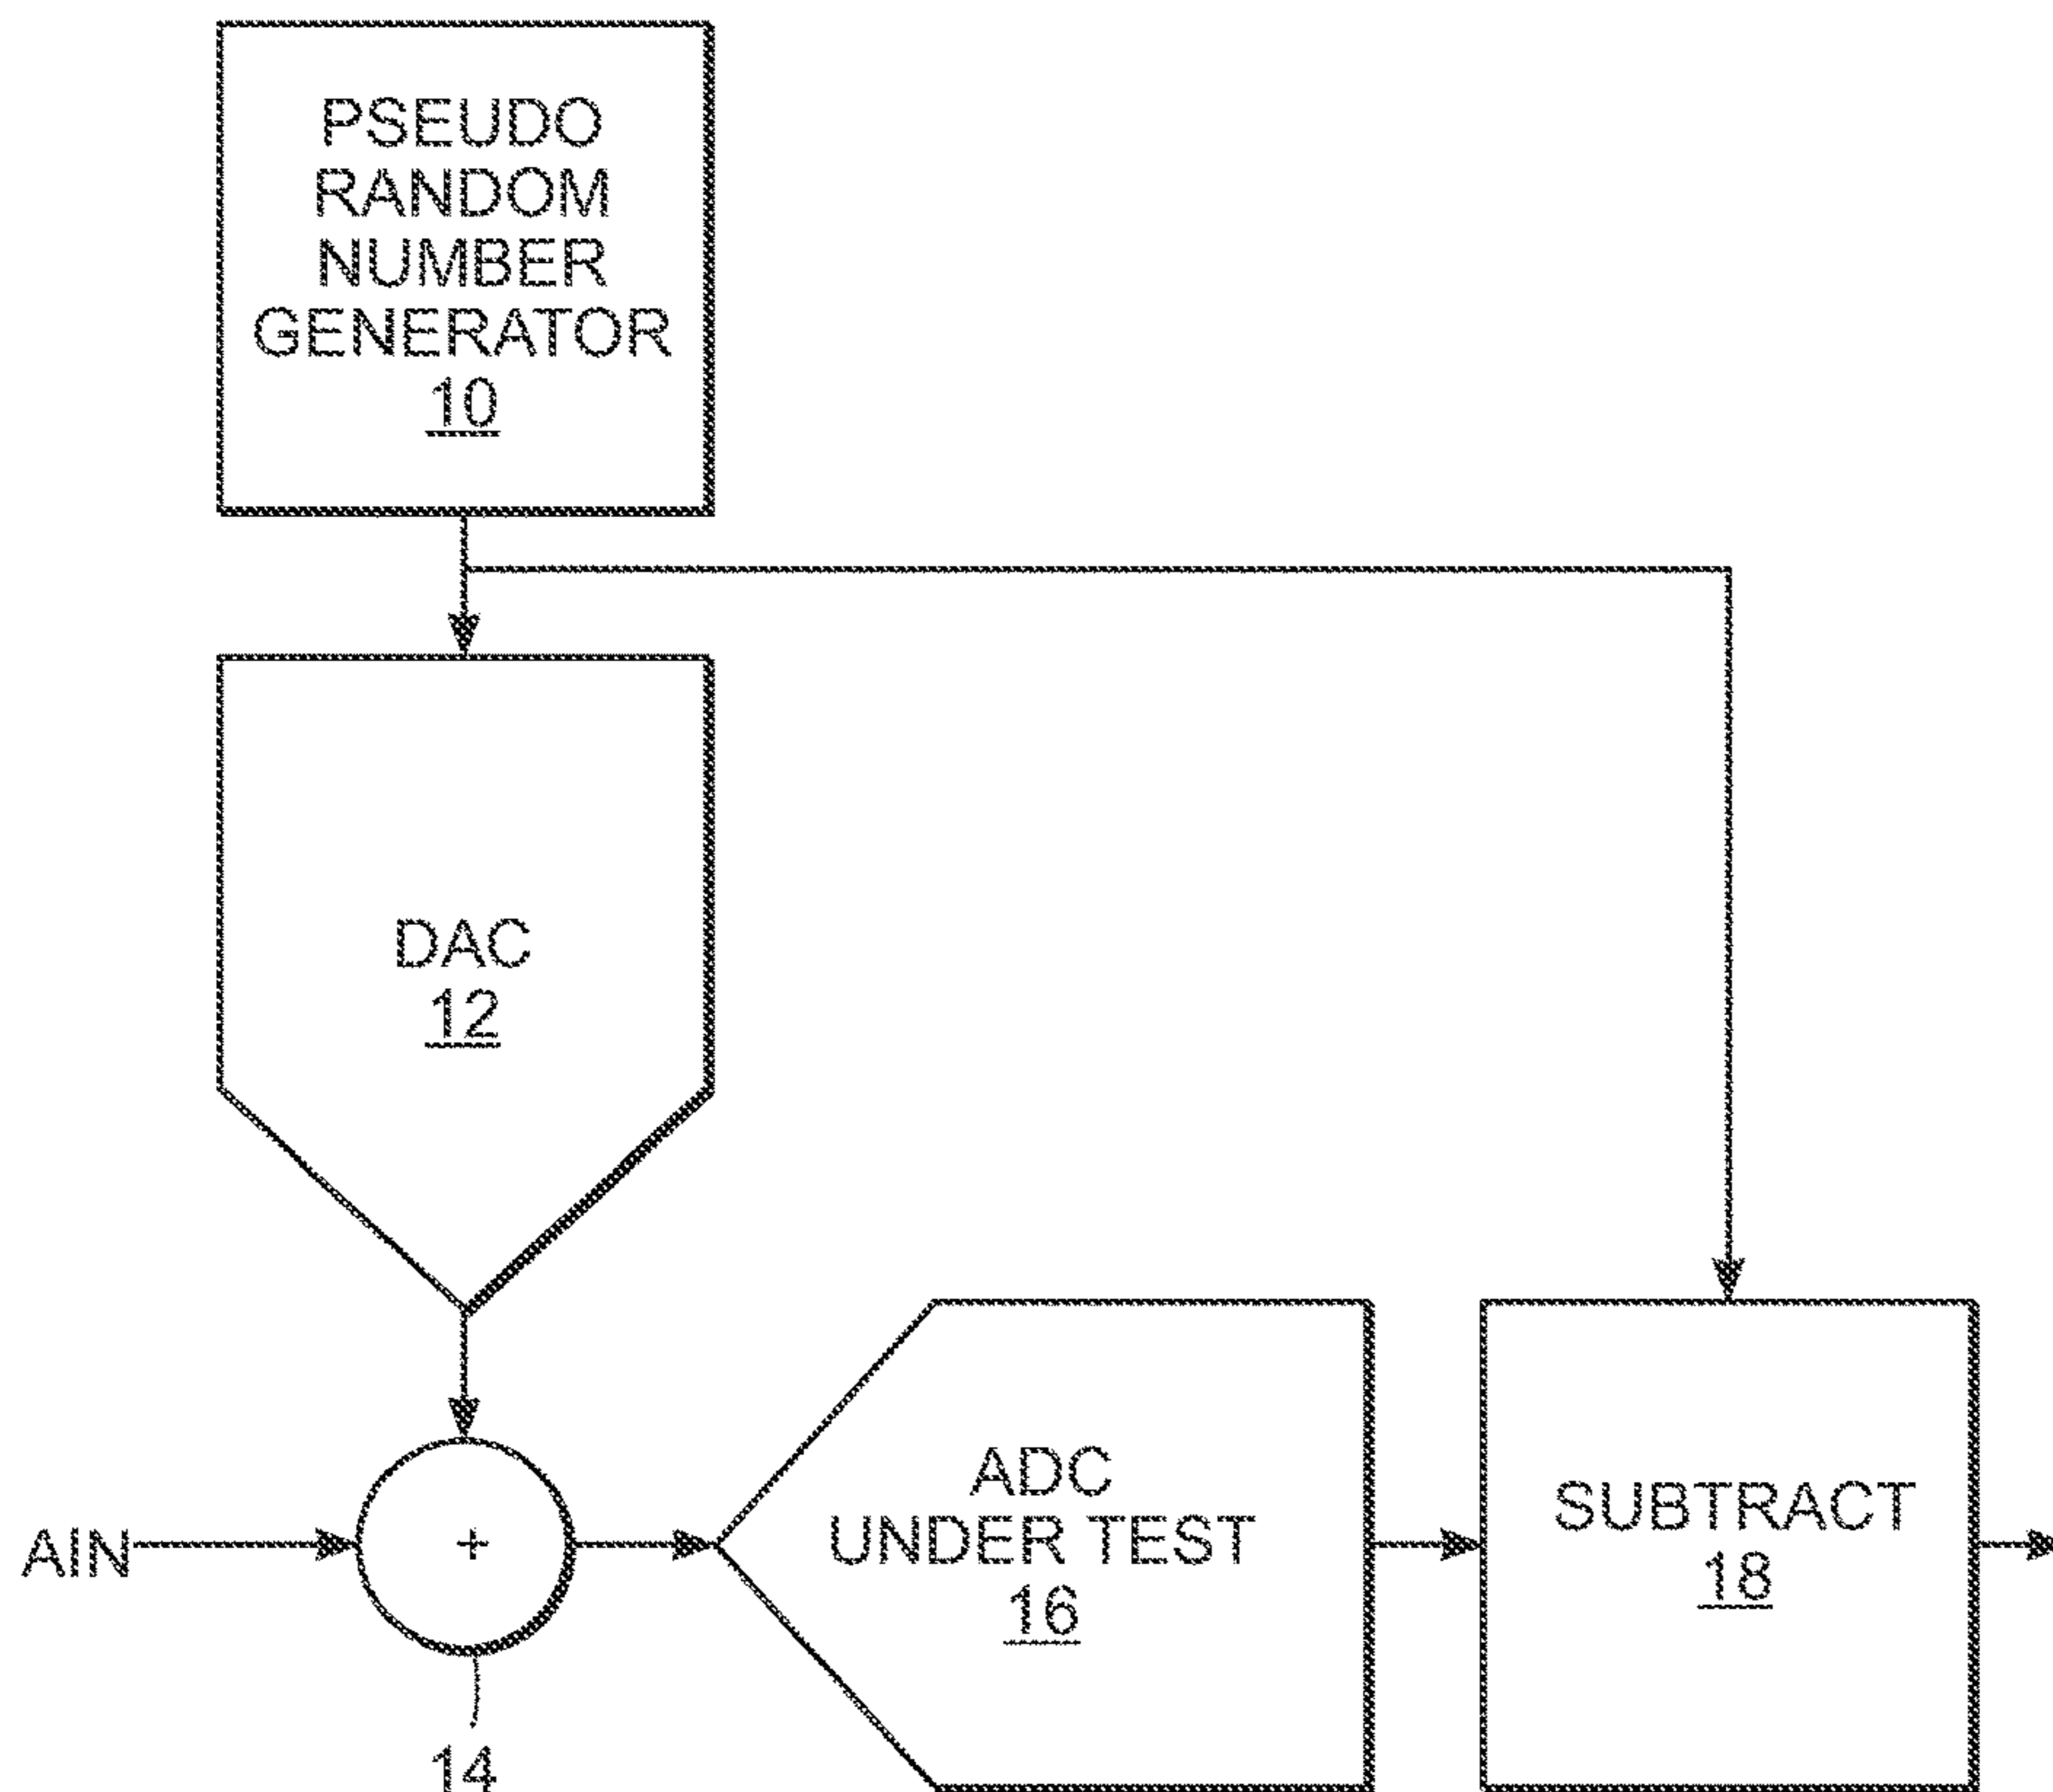 PSEUDO
RANDOM
NUMBER
GENERATOR
10
DAC
12
AIN
+
14
ADC
UNDER TEST
16
SUBTRACT
18